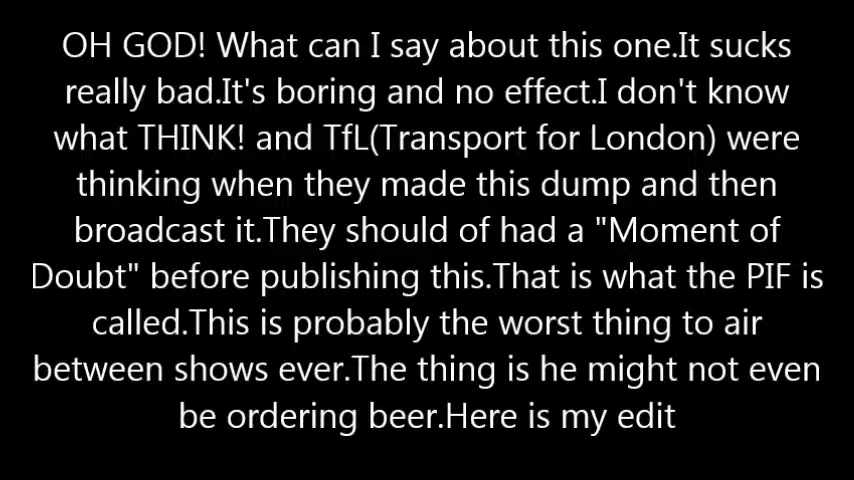 OH GOD! What can I say about this one.It sucks
really bad.It's boring and no effect.I don't know
what THINK! and TfL(Transport for London) were
thinking when they made this dump and then
broadcast it.They should of had a "Moment of
Doubt" before publishing this.That is what the PIF is
called.This is probably the worst thing to air
between shows ever.The thing is he might not even
be ordering beer.Here is my edit